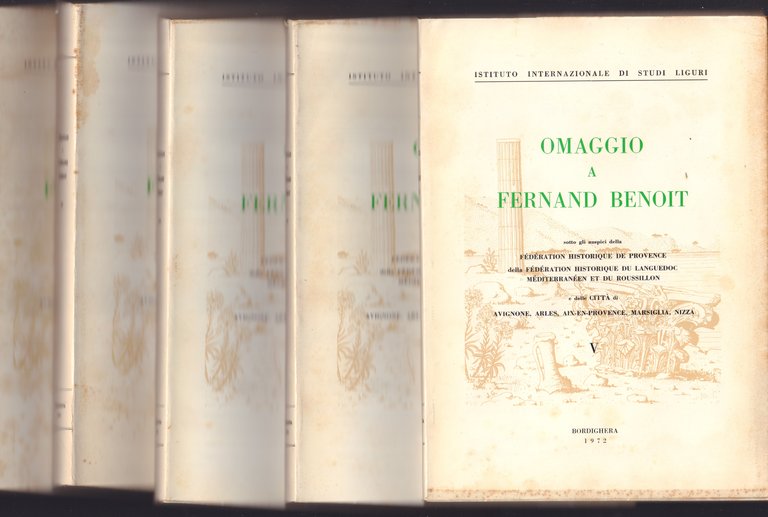 ISTITUTO INTERNAZIONALE DI STUDI LIGURI
OMAGGIO
A
FERNAND BENOIT
sotto gli auspici della
FÉDÉRATION HISTORIQUE DE PROVENCE
della FÉDÉRATION HISTORIQUE DU LANGUEDOC
MÉDITERRANÉEN ET DU ROUSSILLON
e delle CITTÀ di
AVIGNONE, ARLES, AIX-EN-PROVENCE, MARSIGLIA, NIZZA
V
BORDIGHERA
1972